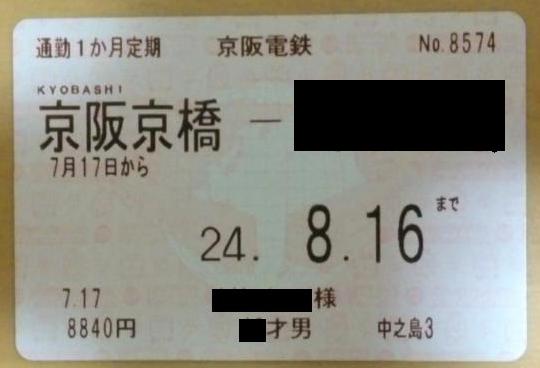 通勤1か月定期 京阪電鉄 No.8574
KYOBASHI
京阪京橋 ―
7月17日から
24. 8.16 まで
7.17 様
8840円 才男 中之島3